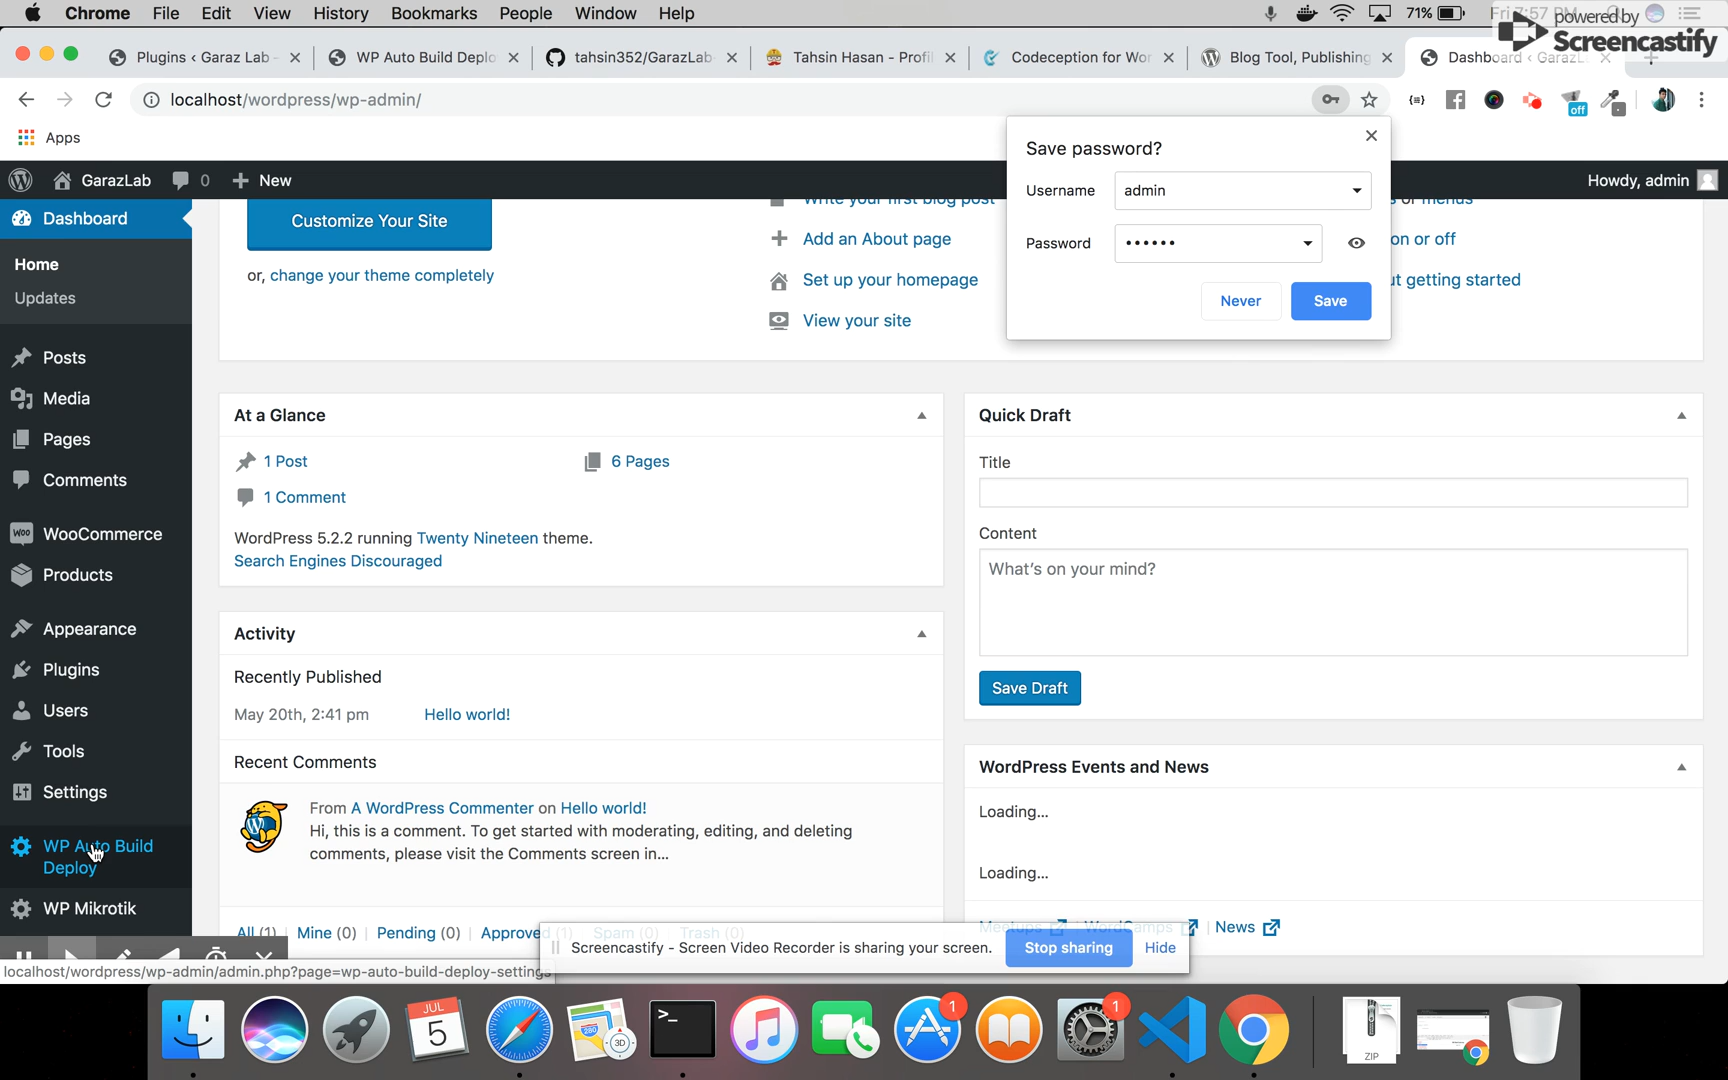 Chrome File Edit View History Bookmarks People Window Help 71% Fri 7:57 PM
powered by
Screencastify
Plugins < Garaz Lab - WP Auto Build Deplo tahsin352/GarazLab Tahsin Hasan - Profil Codeception for Wor Blog Tool, Publishing Dashboard < GarazL
localhost/wordpress/wp-admin/
off
Apps
GarazLab 0 New Howdy, admin
Save password?
Username admin
Password ••••••
Never Save
Dashboard
Home
Updates
Posts
Media
Pages
Comments
WOO WooCommerce
Products
Appearance
Plugins
Users
Tools
Settings
WP Auto Build
Deploy
WP Mikrotik
Customize Your Site
or, change your theme completely
Write your first blog post
Add an About page
Set up your homepage
View your site
or menus
on or off
ut getting started
At a Glance
1 Post 6 Pages
1 Comment
WordPress 5.2.2 running Twenty Nineteen theme.
Search Engines Discouraged
Activity
Recently Published
May 20th, 2:41 pm Hello world!
Recent Comments
From A WordPress Commenter on Hello world!
Hi, this is a comment. To get started with moderating, editing, and deleting
comments, please visit the Comments screen in...
All (1) | Mine (0) | Pending (0) | Approved (1) Spam (0) Trash (0)
Quick Draft
Title
Content
What's on your mind?
Save Draft
WordPress Events and News
Loading...
Loading...
Meetups | WordCamps | News
Screencastify - Screen Video Recorder is sharing your screen. Stop sharing Hide
localhost/wordpress/wp-admin/admin.php?page=wp-auto-build-deploy-settings
JUL
5
280
3D
>_
1
1
ZIP